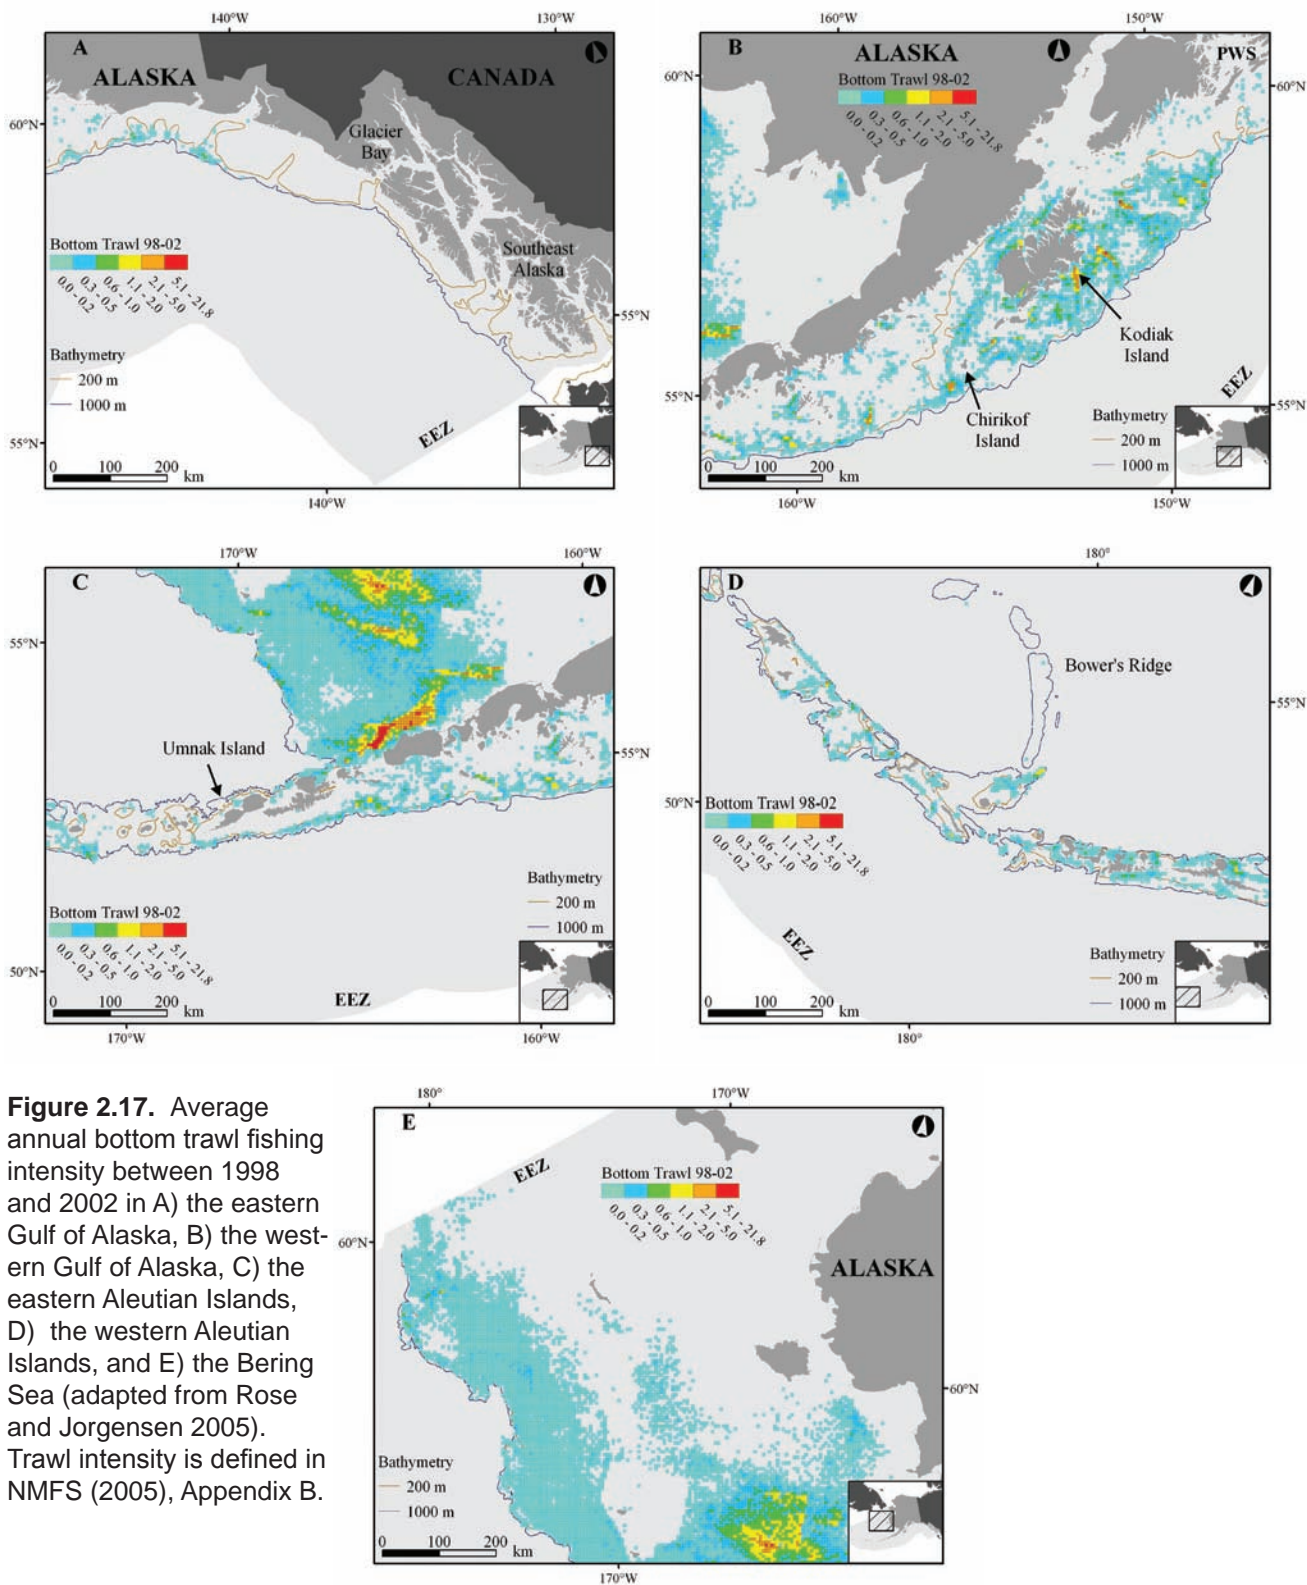 140°W
130°W
A
ALASKA
CANADA
60°N
Glacier
Bay
Southeast
Alaska
Bottom Trawl 98-02
0.0 - 0.2
0.3 - 0.5
0.6 - 1.0
1.1 - 2.0
2.1 - 5.0
5.1 - 21.8
55°N
Bathymetry
200 m
1000 m
EEZ
55°N
0 100 200
km
140°W
160°W
150°W
B
ALASKA
PWS
60°N
60°N
Bottom Trawl 98-02
0.0 - 0.2
0.3 - 0.5
0.6 - 1.0
1.1 - 2.0
2.1 - 5.0
5.1 - 21.8
Kodiak
Island
55°N
EEZ
55°N
Chirikof
Island
Bathymetry
200 m
1000 m
0 100 200
km
160°W
150°W
170°W
160°W
C
55°N
Umnak Island
55°N
Bathymetry
200 m
1000 m
Bottom Trawl 98-02
0.0 - 0.2
0.3 - 0.5
0.6 - 1.0
1.1 - 2.0
2.1 - 5.0
5.1 - 21.8
50°N
EEZ
0 100 200
km
170°W
160°W
180°
D
Bower's Ridge
55°N
50°N
Bottom Trawl 98-02
0.0 - 0.2
0.3 - 0.5
0.6 - 1.0
1.1 - 2.0
2.1 - 5.0
5.1 - 21.8
EEZ
Bathymetry
200 m
1000 m
0 100 200
km
180°
Figure 2.17. Average
annual bottom trawl fishing
intensity between 1998
and 2002 in A) the eastern
Gulf of Alaska, B) the west-
ern Gulf of Alaska, C) the
eastern Aleutian Islands,
D) the western Aleutian
Islands, and E) the Bering
Sea (adapted from Rose
and Jorgensen 2005).
Trawl intensity is defined in
NMFS (2005), Appendix B.
180°
170°W
E
EEZ
Bottom Trawl 98-02
0.0 - 0.2
0.3 - 0.5
0.6 - 1.0
1.1 - 2.0
2.1 - 5.0
5.1 - 21.8
60°N
ALASKA
60°N
Bathymetry
200 m
1000 m
0 100 200
km
170°W